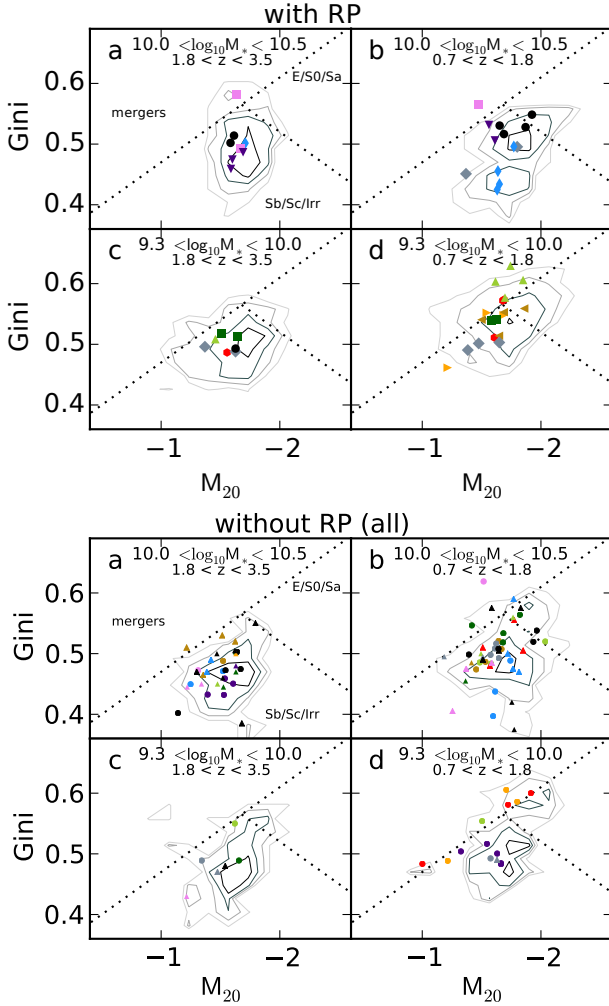 with RP
a 10.0 <log₁₀M*< 10.5
1.8 < z < 3.5
E/S0/Sa
mergers
Sb/Sc/Irr
b 10.0 <log₁₀M*< 10.5
0.7 < z < 1.8
0.6
0.5
0.4
Gini
c 9.3 <log₁₀M*< 10.0
1.8 < z < 3.5
d 9.3 <log₁₀M*< 10.0
0.7 < z < 1.8
0.6
0.5
0.4
Gini
−1 −2 −1 −2
M₂₀ M₂₀
without RP (all)
a 10.0 <log₁₀M*< 10.5
1.8 < z < 3.5
E/S0/Sa
mergers
Sb/Sc/Irr
b 10.0 <log₁₀M*< 10.5
0.7 < z < 1.8
0.6
0.5
0.4
Gini
c 9.3 <log₁₀M*< 10.0
1.8 < z < 3.5
d 9.3 <log₁₀M*< 10.0
0.7 < z < 1.8
0.6
0.5
0.4
Gini
−1 −2 −1 −2
M₂₀ M₂₀